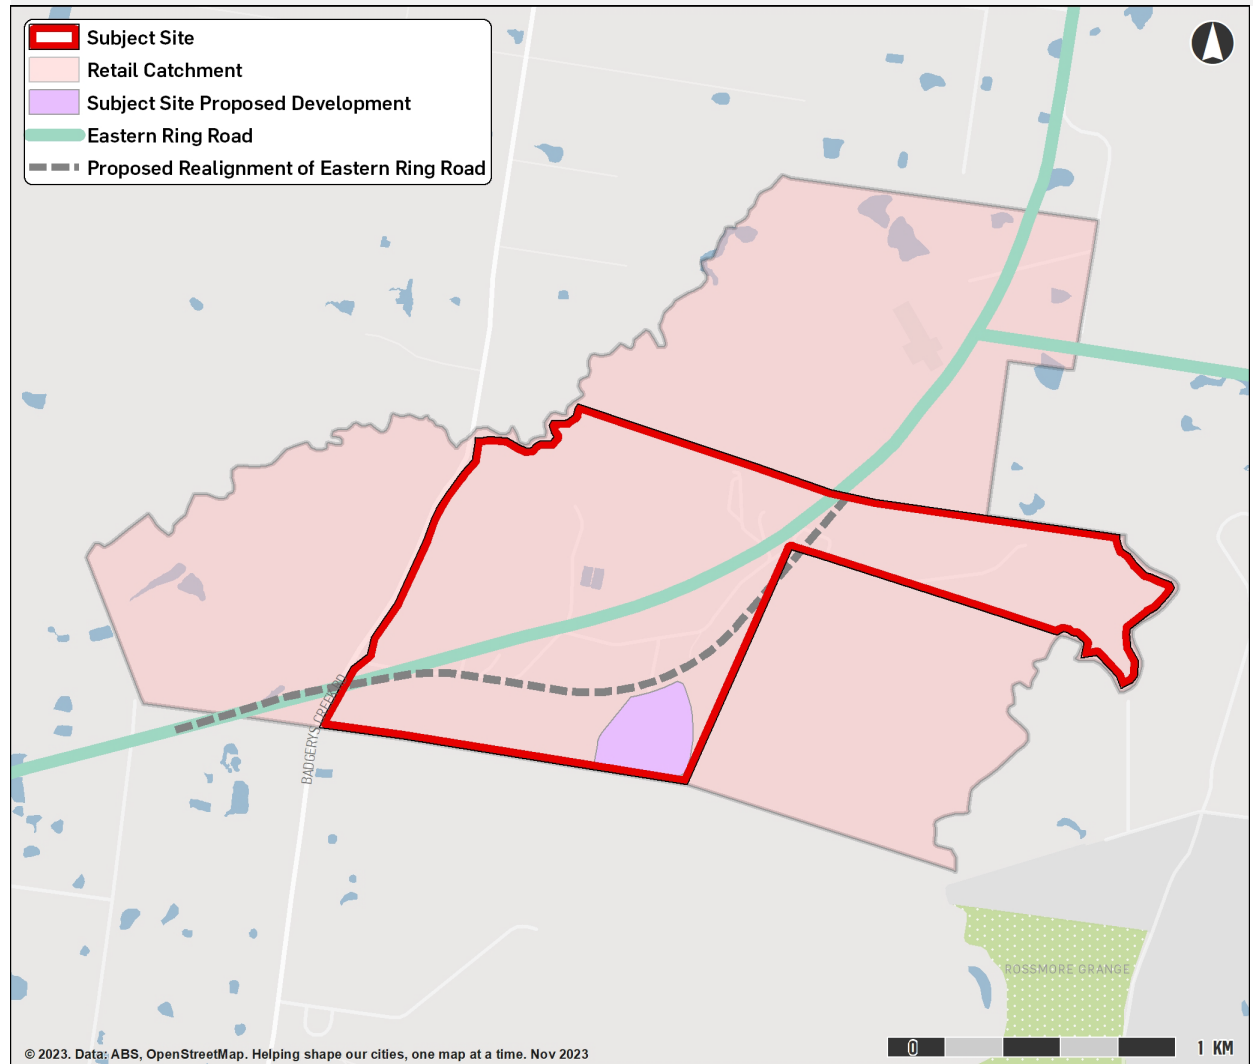 Subject Site
Retail Catchment
Subject Site Proposed Development
Eastern Ring Road
Proposed Realignment of Eastern Ring Road
BADGERYS CREEK RD
ROSSMORE GRANGE
© 2023. Data: ABS, OpenStreetMap. Helping shape our cities, one map at a time. Nov 2023
0 1 KM